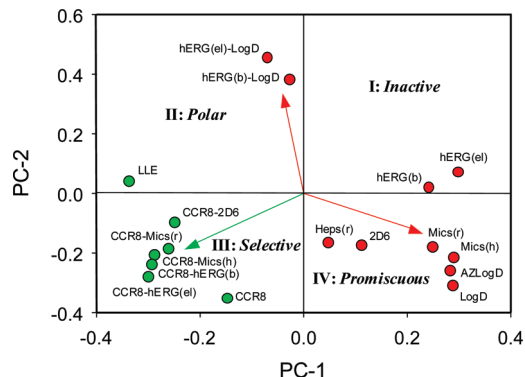 0.6
hERG(el)-LogD
0.4
hERG(b)-LogD
I: Inactive
II: Polar
0.2
PC-2
LLE
hERG(el)
hERG(b)
0.0
CCR8-2D6
CCR8-Mics(r)
III: Selective
Heps(r)
2D6
Mics(r)
Mics(h)
-0.2
CCR8-Mics(h)
CCR8-hERG(b)
IV: Promiscuous
AZLogD
CCR8-hERG(el)
CCR8
LogD
-0.4
-0.4
-0.2
0.0
0.2
0.4
PC-1